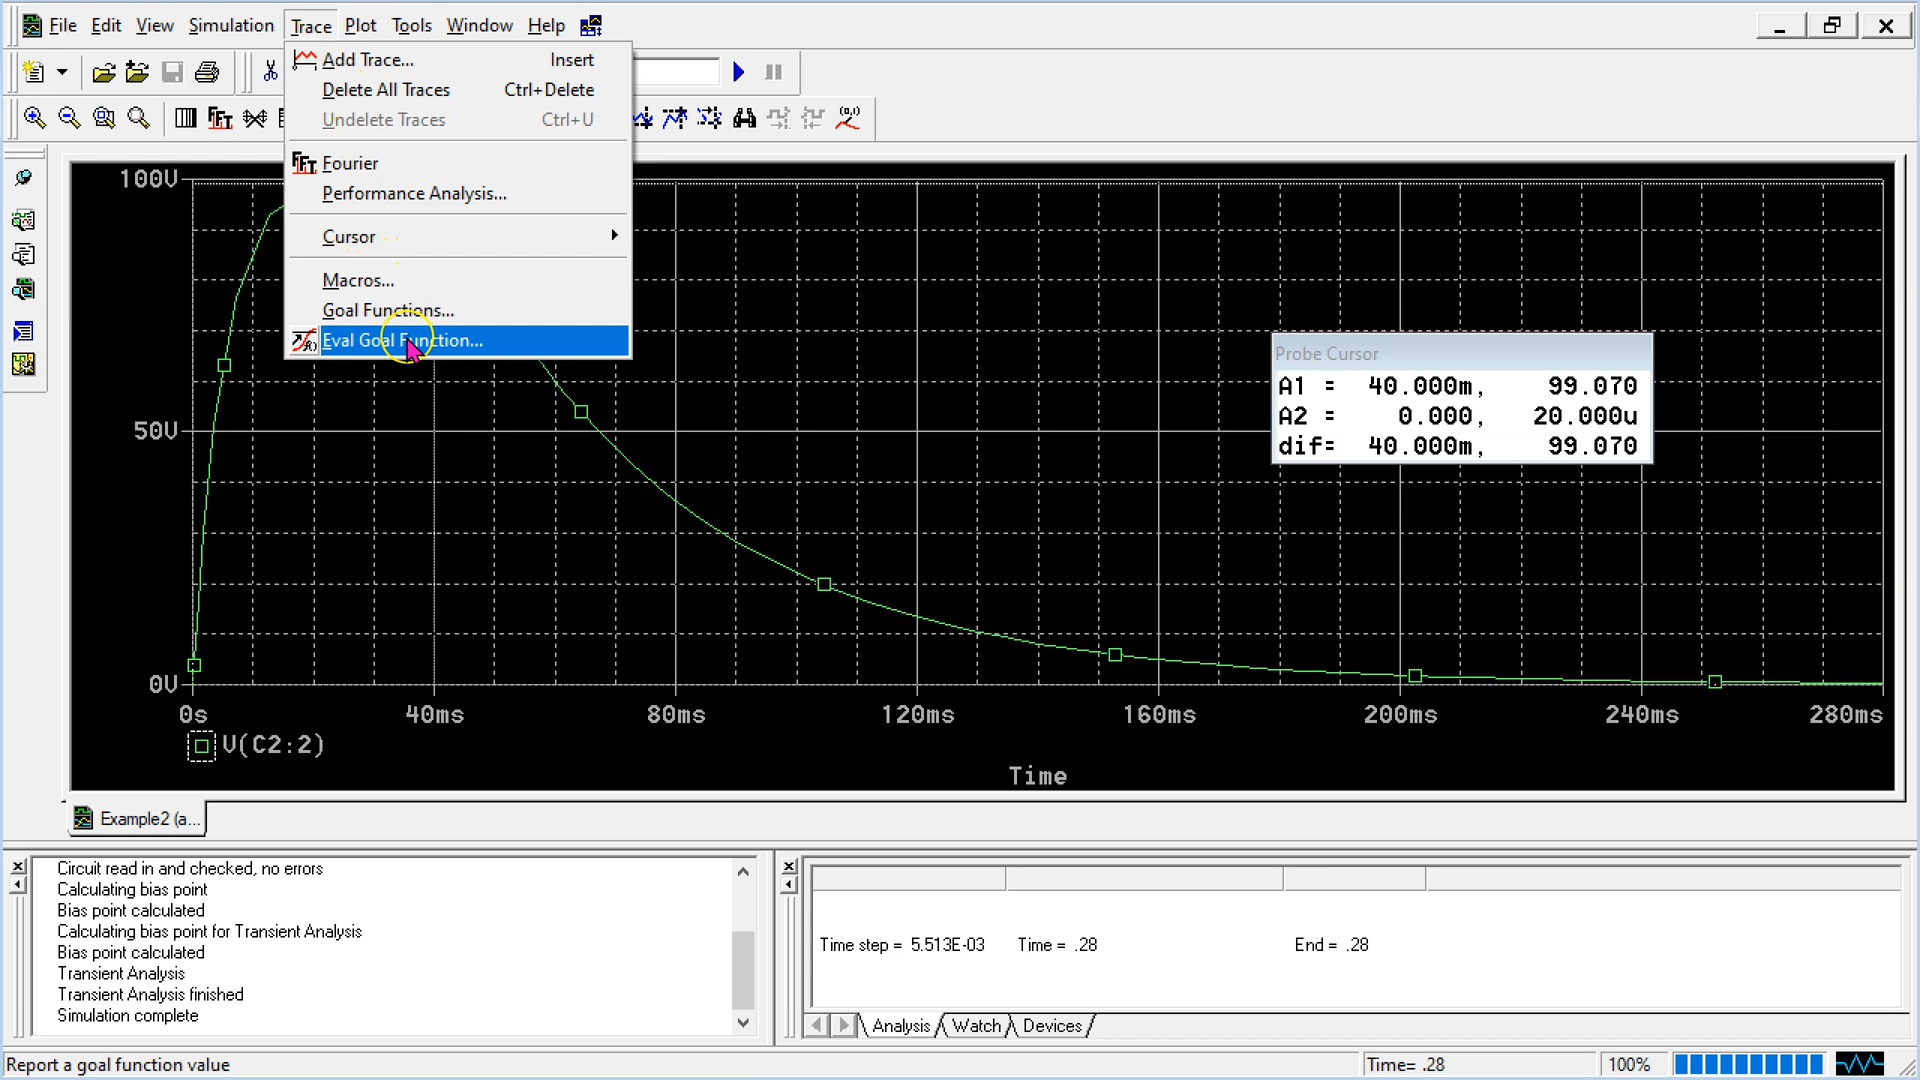 File Edit View Simulation Trace Plot Tools Window Help
Add Trace... Insert
Delete All Traces Ctrl+Delete
Undelete Traces Ctrl+U
Fourier
Performance Analysis...
Cursor
Macros...
Goal Functions...
Eval Goal Function...
100V
50V
0V
0s 40ms 80ms 120ms 160ms 200ms 240ms 280ms
V(C2:2)
Time
Probe Cursor
A1 = 40.000m, 99.070
A2 = 0.000, 20.000u
dif= 40.000m, 99.070
Example2 (a...
Circuit read in and checked, no errors
Calculating bias point
Bias point calculated
Calculating bias point for Transient Analysis
Bias point calculated
Transient Analysis
Transient Analysis finished
Simulation complete
Time step = 5.513E-03 Time = .28 End = .28
Analysis Watch Devices
Report a goal function value
Time= .28 100%